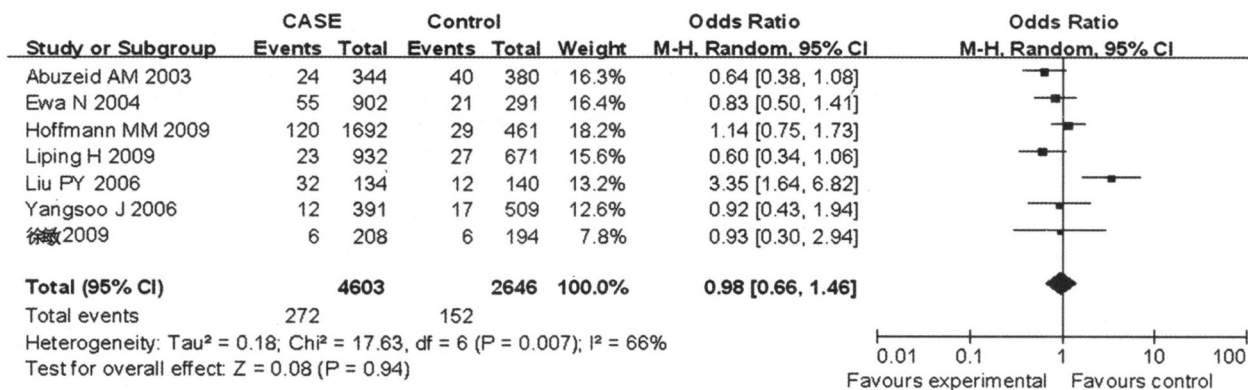 CASE Control Odds Ratio Odds Ratio
Study or Subgroup Events Total Events Total Weight M-H, Random, 95% CI M-H, Random, 95% CI
Abuzeid AM 2003 24 344 40 380 16.3% 0.64 [0.38, 1.08]
Ewa N 2004 55 902 21 291 16.4% 0.83 [0.50, 1.41]
Hoffmann MM 2009 120 1692 29 461 18.2% 1.14 [0.75, 1.73]
Liping H 2009 23 932 27 671 15.6% 0.60 [0.34, 1.06]
Liu PY 2006 32 134 12 140 13.2% 3.35 [1.64, 6.82]
Yangsoo J 2006 12 391 17 509 12.6% 0.92 [0.43, 1.94]
徐敏2009 6 208 6 194 7.8% 0.93 [0.30, 2.94]
Total (95% CI) 4603 2646 100.0% 0.98 [0.66, 1.46]
Total events 272 152
Heterogeneity: Tau² = 0.18; Chi² = 17.63, df = 6 (P = 0.007); I² = 66%
Test for overall effect: Z = 0.08 (P = 0.94)
0.01 0.1 1 10 100
Favours experimental Favours control